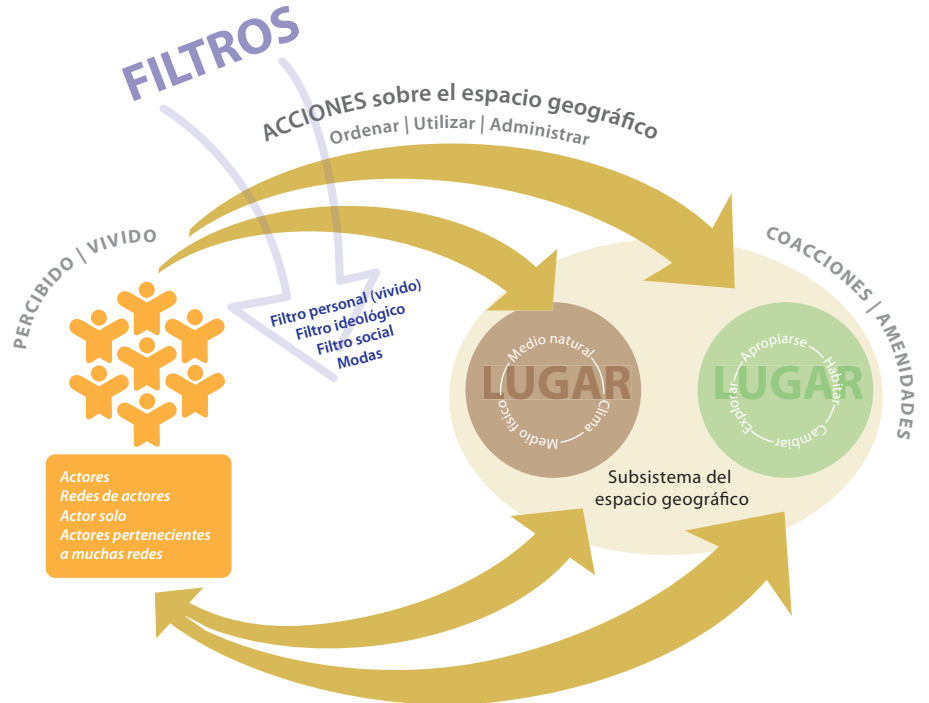 FILTROS
ACCIONES sobre el espacio geográfico
Ordenar | Utilizar | Administrar
PERCIBIDO | VIVIDO
COACCIONES | AMENIDADES
Filtro personal (vivido)
Filtro ideológico
Filtro social
Modas
LUGAR
Medio natural
Clima
Medio físico
LUGAR
Apropiarse
Habitar
Cambiar
Explorar
Subsistema del
espacio geográfico
Actores
Redes de actores
Actor solo
Actores pertenecientes
a muchas redes